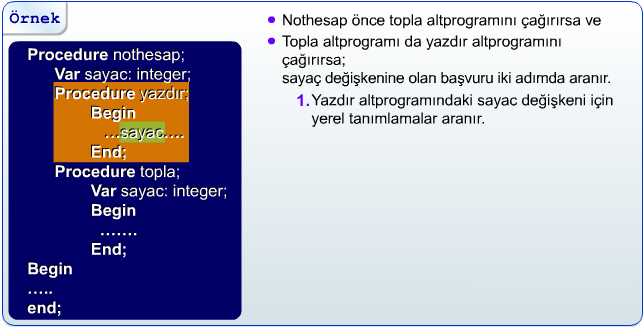 Örnek
Procedure nothesap;
Var sayac: integer;
Procedure yazdır;
Begin
…sayac….
End;
Procedure topla;
Var sayac: integer;
Begin
…….
End;
Begin
…..
end;
• Nothesap önce topla altprogramını çağırırsa ve
• Topla altprogramı da yazdır altprogramını
çağırırsa;
sayaç değişkenine olan başvuru iki adımda aranır.
1. Yazdır altprogramındaki sayac değişkeni için
yerel tanımlamalar aranır.